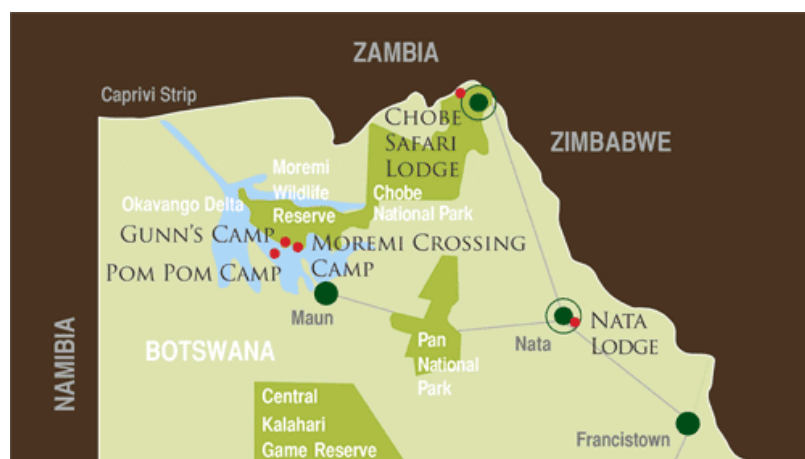 ZAMBIA
Caprivi Strip
CHOBE
SAFARI
LODGE
ZIMBABWE
Moremi
Wildlife
Reserve
Okavango Delta
Chobe
National Park
GUNN'S CAMP
MOREMI CROSSING
CAMP
POM POM CAMP
Maun
NAMIBIA
BOTSWANA
Pan
National
Park
Nata
NATA
LODGE
Central
Kalahari
Game Reserve
Francistown